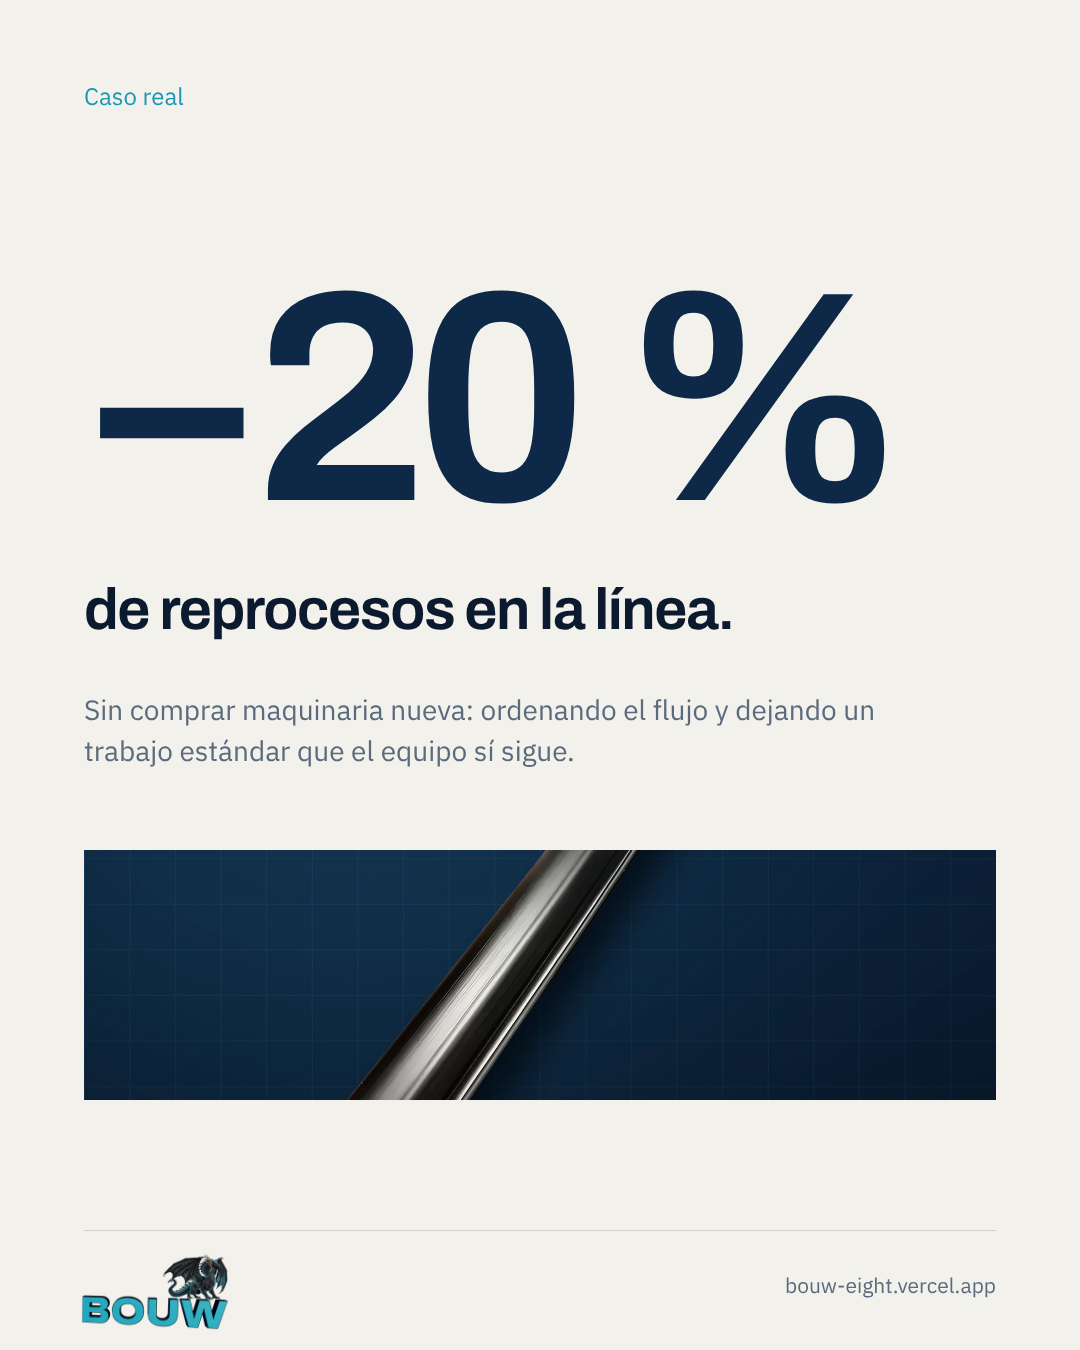 Caso real
–20 %
de reprocesos en la línea.
Sin comprar maquinaria nueva: ordenando el flujo y dejando un
trabajo estándar que el equipo sí sigue.
BOUW
bouw-eight.vercel.app